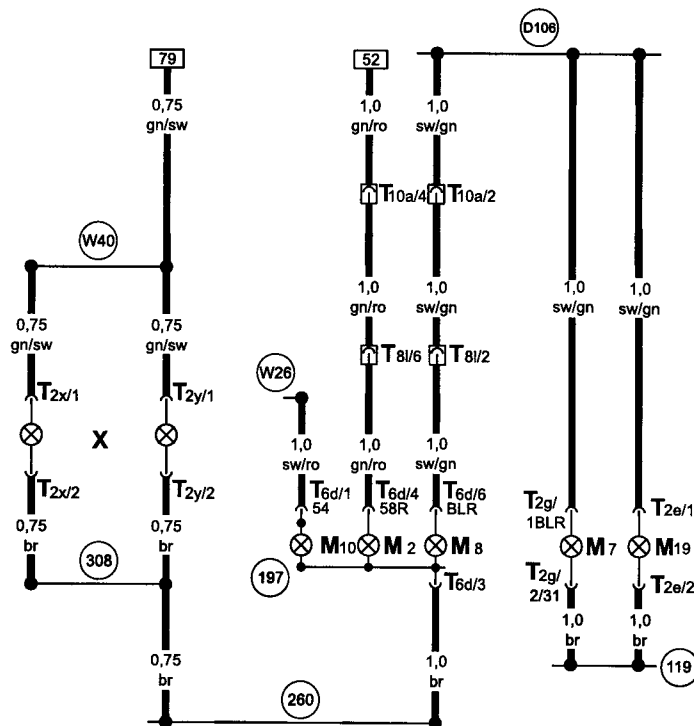 D106
79
52
0,75
gn/sw
1,0
gn/ro
1,0
sw/gn
T10a/4
T10a/2
W40
0,75
gn/sw
0,75
gn/sw
1,0
gn/ro
1,0
sw/gn
1,0
sw/gn
1,0
sw/gn
T8l/6
T8l/2
W26
T2x/1
T2y/1
X
1,0
sw/ro
1,0
gn/ro
1,0
sw/gn
T2x/2
T2y/2
T6d/1
54
T6d/4
58R
T6d/6
BLR
T2g/
1BLR
T2e/1
0,75
br
0,75
br
M10
M2
M8
M7
M19
308
197
T6d/3
T2g/
2/31
T2e/2
1,0
br
1,0
br
0,75
br
1,0
br
119
260